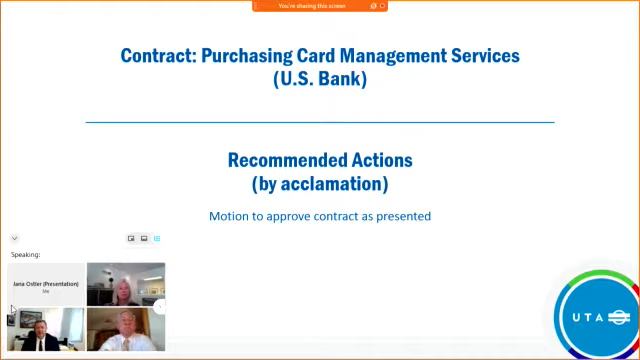 You're sharing this screen
Contract: Purchasing Card Management Services
(U.S. Bank)
Recommended Actions
(by acclamation)
Motion to approve contract as presented
Speaking:
Jana Ostler (Presentation)
Me
UTA